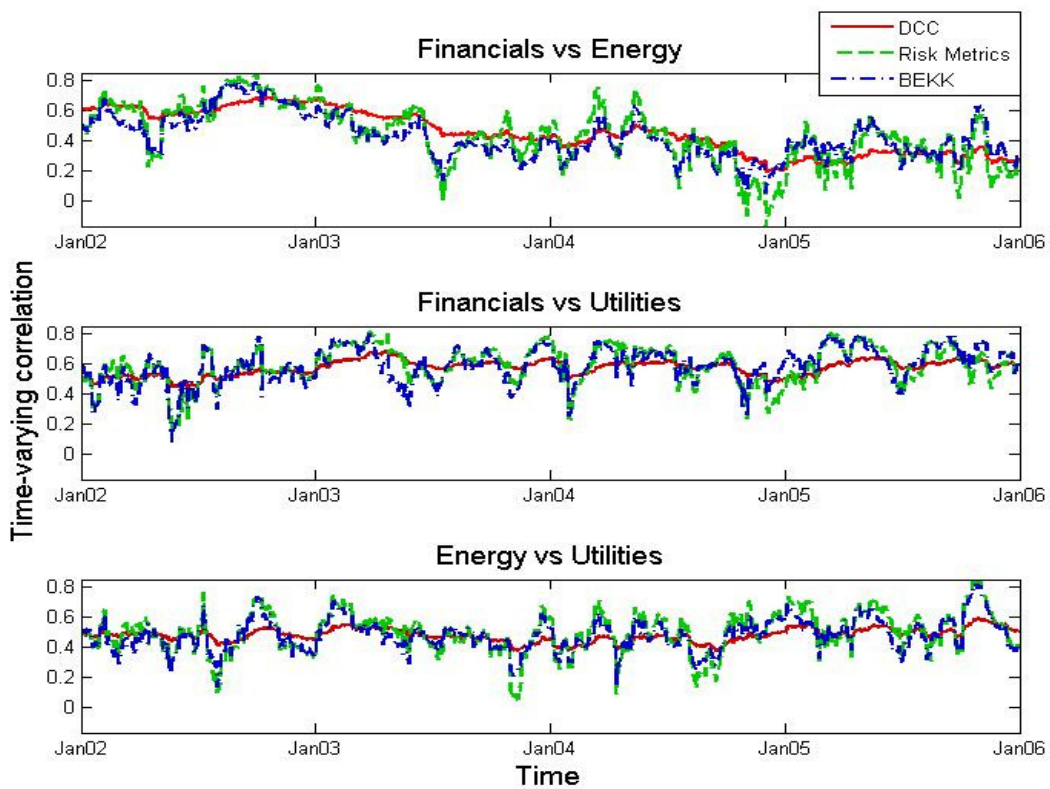 DCC
Risk Metrics
BEKK
Financials vs Energy
0.8
0.6
0.4
0.2
0
Jan02
Jan03
Jan04
Jan05
Jan06
Time-varying correlation
Financials vs Utilities
0.8
0.6
0.4
0.2
0
Jan02
Jan03
Jan04
Jan05
Jan06
Energy vs Utilities
0.8
0.6
0.4
0.2
0
Jan02
Jan03
Jan04
Jan05
Jan06
Time